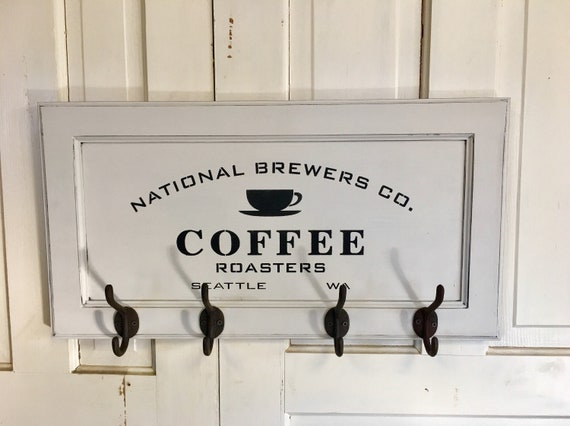 NATIONAL BREWERS CO.
COFFEE
ROASTERS
SEATTLE WA